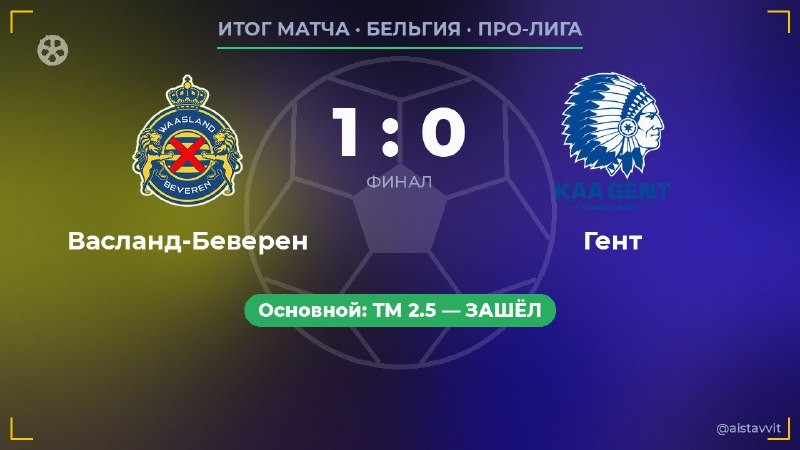 ИТОГ МАТЧА · БЕЛЬГИЯ · ПРО-ЛИГА
1 : 0
ФИНАЛ
WAASLAND
BEVEREN
KAA GENT
Васланд-Беверен
Гент
Основной: ТМ 2.5 — ЗАШЁЛ
@aistavvit